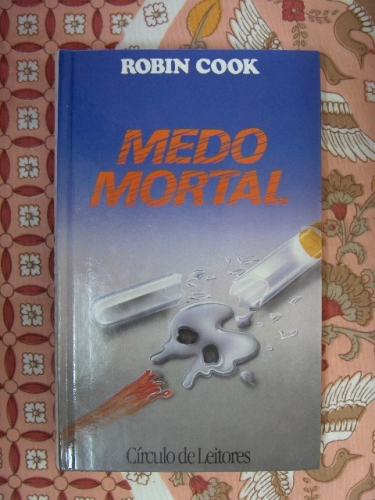 ROBIN COOK
MEDO
MORTAL
Círculo de Leitores